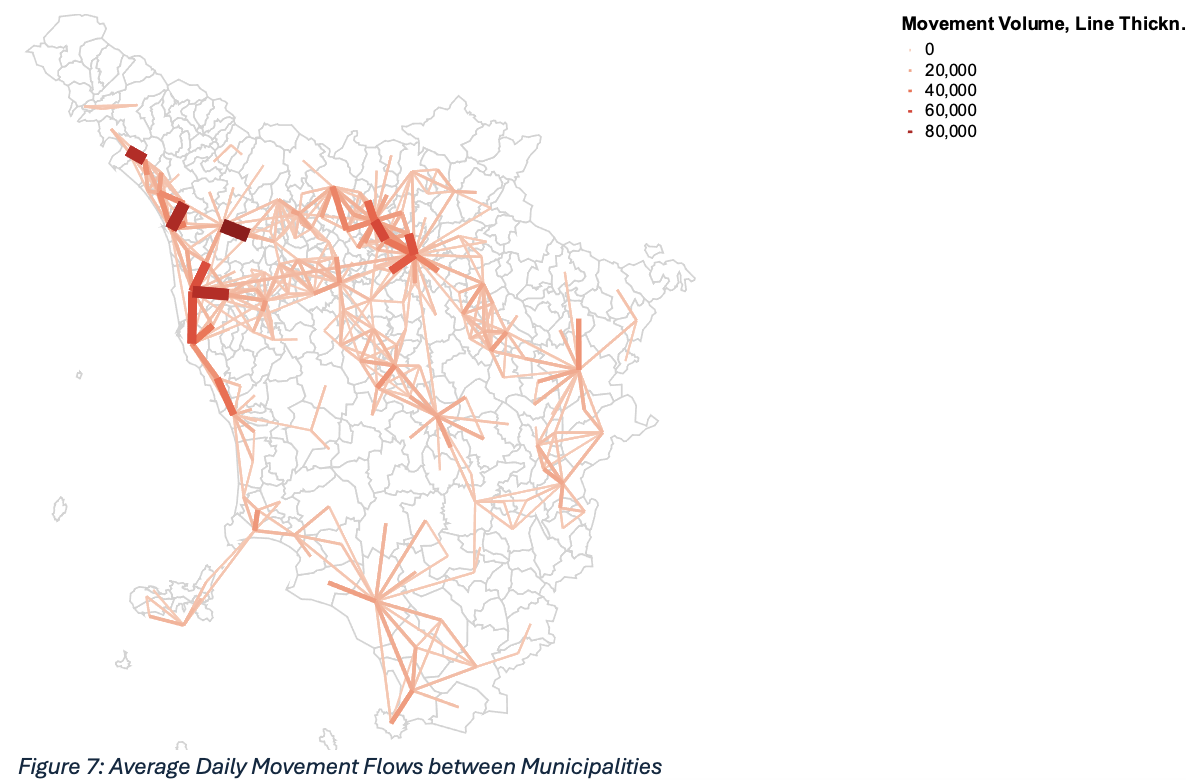 Movement Volume, Line Thickn.
0
20,000
40,000
60,000
80,000
Figure 7: Average Daily Movement Flows between Municipalities